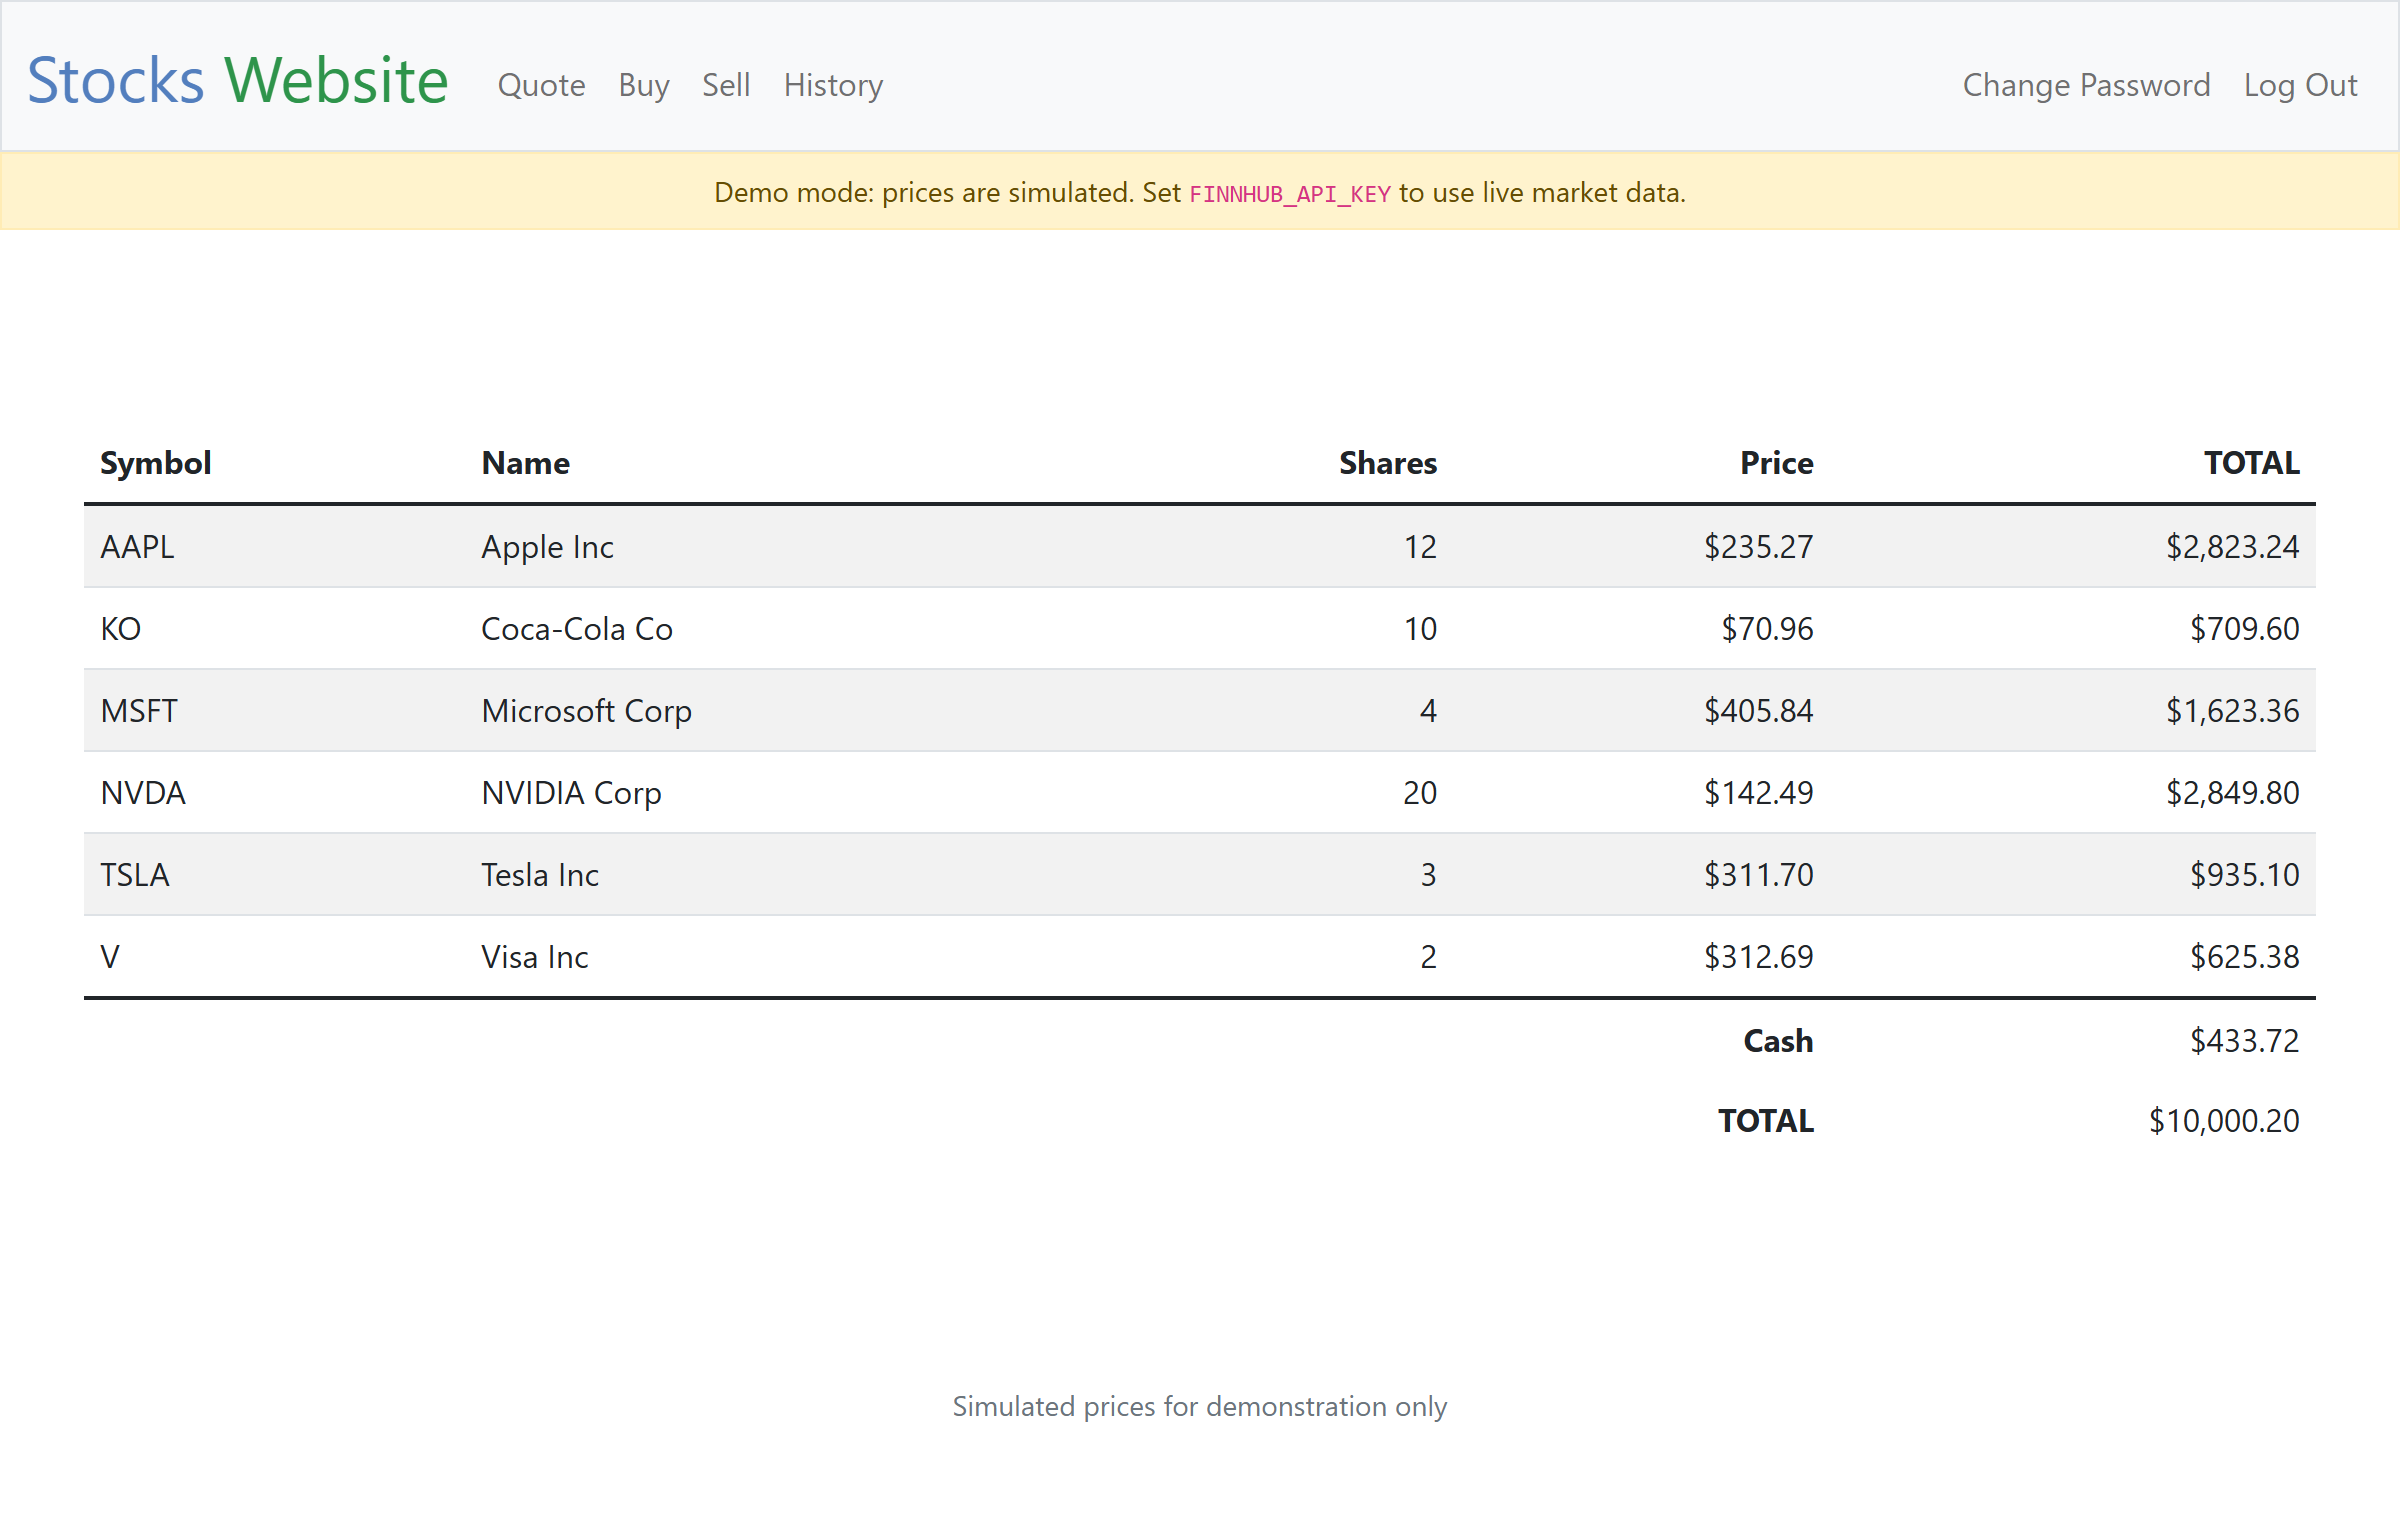 Stocks Website Quote Buy Sell History Change Password Log Out
Demo mode: prices are simulated. Set FINNHUB_API_KEY to use live market data.
Symbol Name Shares Price TOTAL
AAPL Apple Inc 12 $235.27 $2,823.24
KO Coca-Cola Co 10 $70.96 $709.60
MSFT Microsoft Corp 4 $405.84 $1,623.36
NVDA NVIDIA Corp 20 $142.49 $2,849.80
TSLA Tesla Inc 3 $311.70 $935.10
V Visa Inc 2 $312.69 $625.38
Cash $433.72
TOTAL $10,000.20
Simulated prices for demonstration only